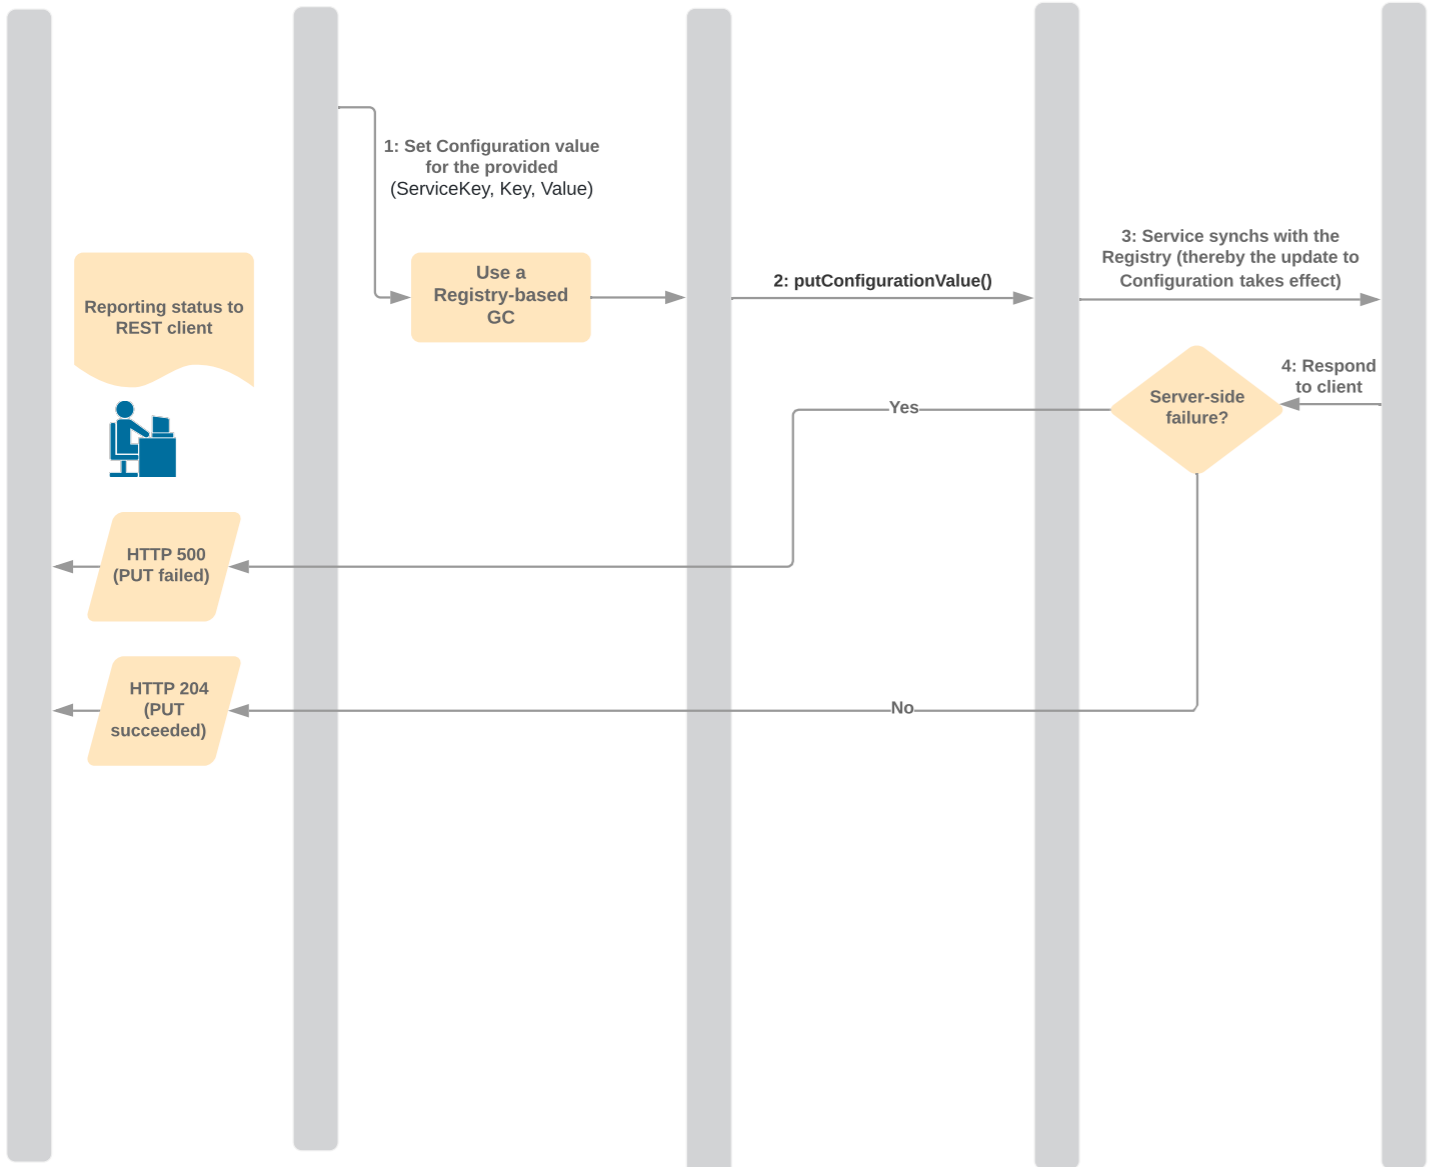 1: Set Configuration value
for the provided
(ServiceKey, Key, Value)
Use a
Registry-based
GC
2: putConfigurationValue()
3: Service synchs with the
Registry (thereby the update to
Configuration takes effect)
Reporting status to
REST client
4: Respond
to client
Server-side
failure?
Yes
HTTP 500
(PUT failed)
HTTP 204
(PUT
succeeded)
No